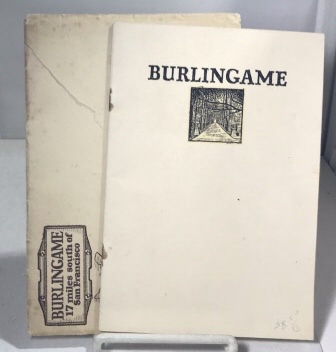 BURLINGAME
BURLINGAME
17 miles south of
San Francisco